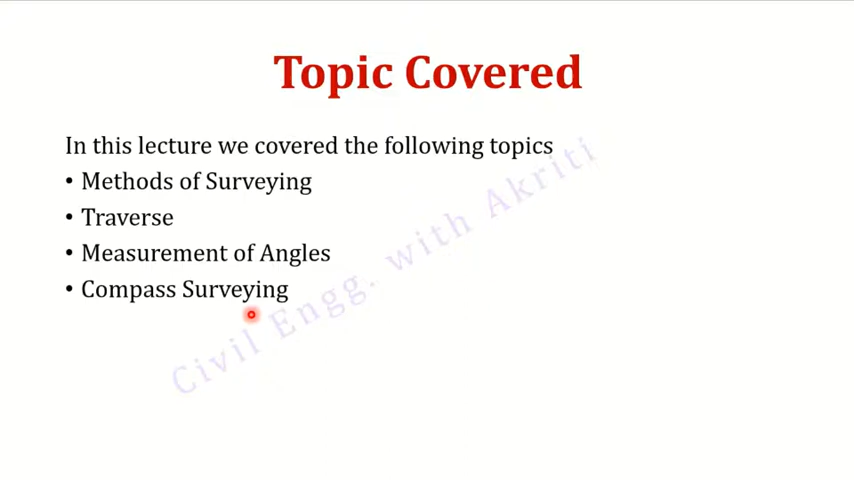 Topic Covered
In this lecture we covered the following topics
• Methods of Surveying
• Traverse
• Measurement of Angles
• Compass Surveying
Civil Engg. with Akriti